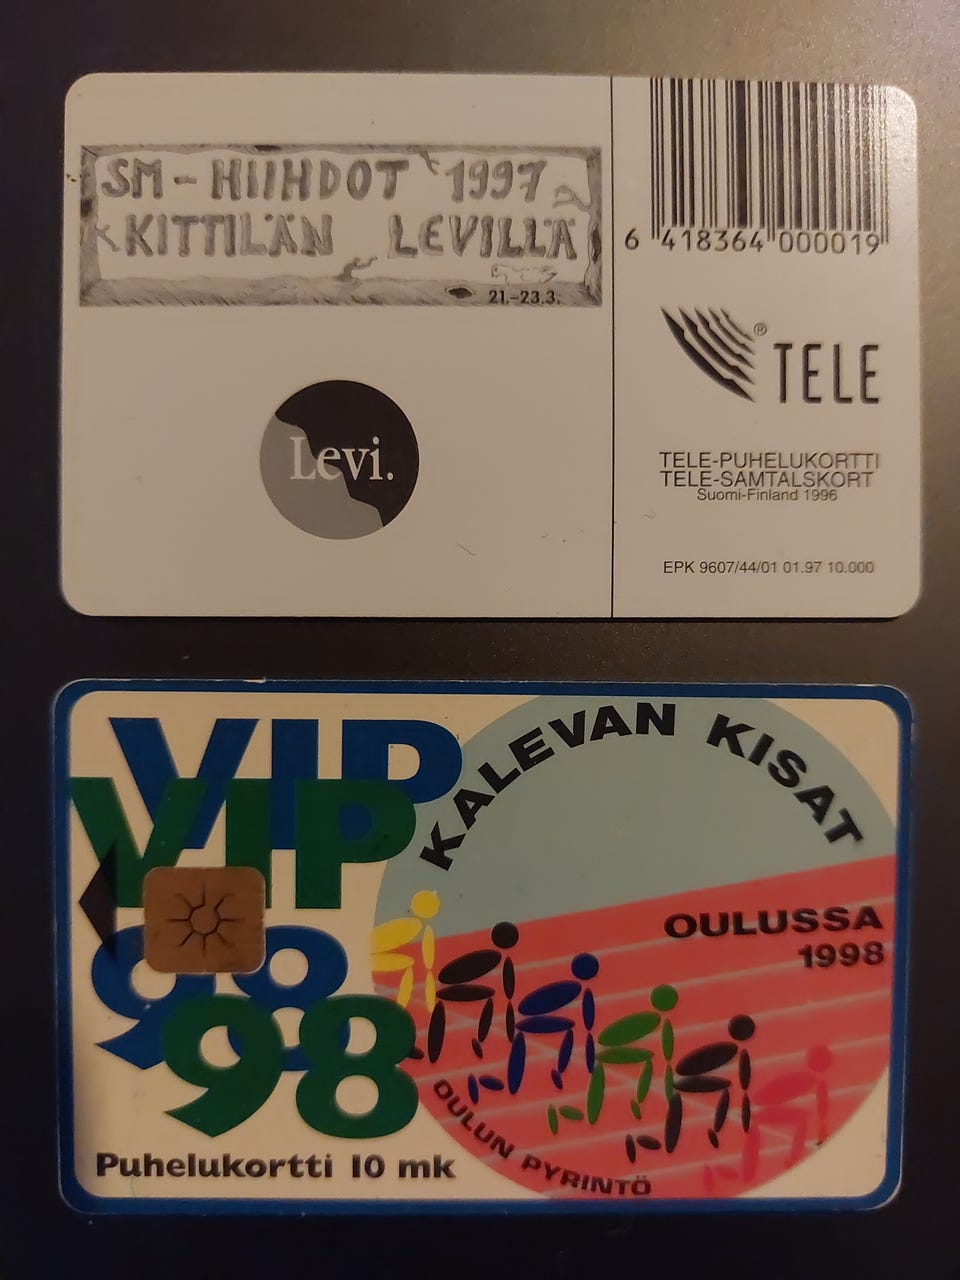 SM-HIIHDOT 1997
KITTILÄN LEVILLÄ
21.-23.3.
Levi.
6 418364 000019
® TELE
TELE-PUHELUKORTTI
TELE-SAMTALSKORT
Suomi-Finland 1996
EPK 9607/44/01 01.97 10.000
VIP
VIP
98
98
Puhelukortti 10 mk
KALEVAN KISAT
OULUSSA
1998
OULUN PYRINTÖ